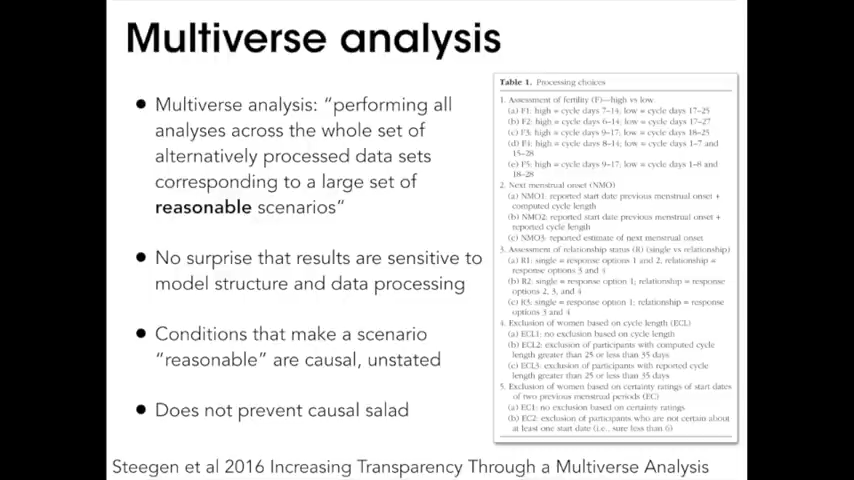 Multiverse analysis
● Multiverse analysis: “performing all
analyses across the whole set of
alternatively processed data sets
corresponding to a large set of
reasonable scenarios”
● No surprise that results are sensitive to
model structure and data processing
● Conditions that make a scenario
“reasonable” are causal, unstated
● Does not prevent causal salad
Table 1. Processing choices
1. Assessment of fertility (F)—high vs low
(a) F1: high = cycle days 7–14; low = cycle days 17–25
(b) F2: high = cycle days 6–14; low = cycle days 17–27
(c) F3: high = cycle days 9–17; low = cycle days 18–25
(d) F4: high = cycle days 8–14; low = cycle days 1–7 and
15–28
(e) F5: high = cycle days 9–17; low = cycle days 1–8 and
18–28
2. Next menstrual onset (NMO)
(a) NMO1: reported start date previous menstrual onset +
computed cycle length
(b) NMO2: reported start date previous menstrual onset +
reported cycle length
(c) NMO3: reported estimate of next menstrual onset
3. Assessment of relationship status (R) (single vs relationship)
(a) R1: single = response options 1 and 2, relationship =
response options 3 and 4
(b) R2: single = response option 1; relationship = response
options 2, 3, and 4
(c) R3: single = response option 1; relationship = response
options 3 and 4
4. Exclusion of women based on cycle length (ECL)
(a) ECL1: no exclusion based on cycle length
(b) ECL2: exclusion of participants with computed cycle
length greater than 25 or less than 35 days
(c) ECL3: exclusion of participants with reported cycle
length greater than 25 or less than 35 days
5. Exclusion of women based on certainty ratings of start dates
of two previous menstrual periods (EC)
(a) EC1: no exclusion based on certainty ratings
(b) EC2: exclusion of participants who are not certain about
at least one start date (i.e., sure less than 6)
Steegen et al 2016 Increasing Transparency Through a Multiverse Analysis